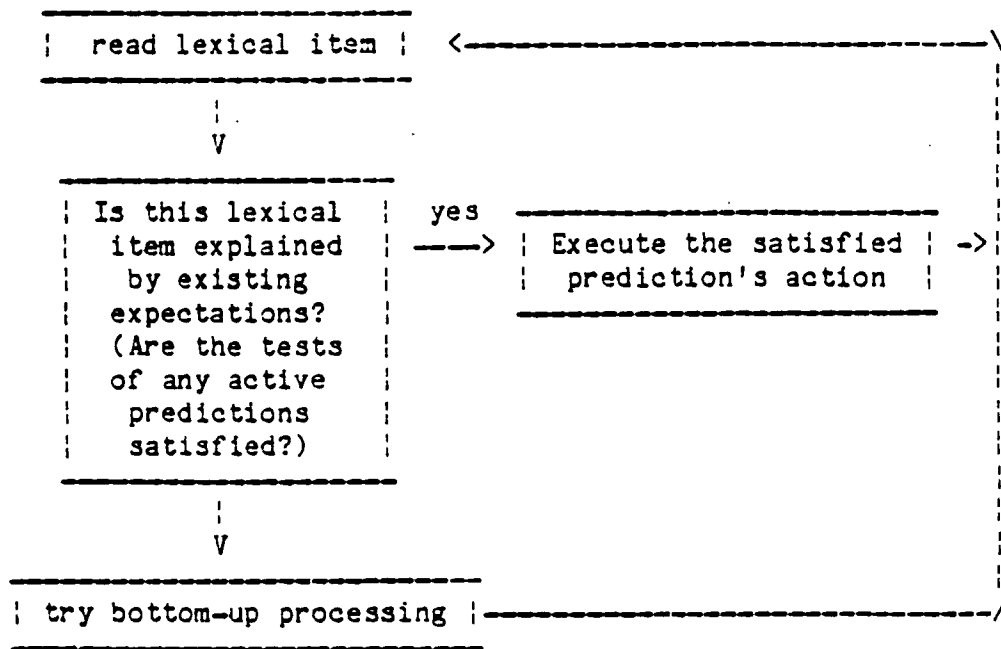 read lexical item
Is this lexical
item explained
by existing
expectations?
(Are the tests
of any active
predictions
satisfied?)
yes
Execute the satisfied
prediction's action
try bottom-up processing